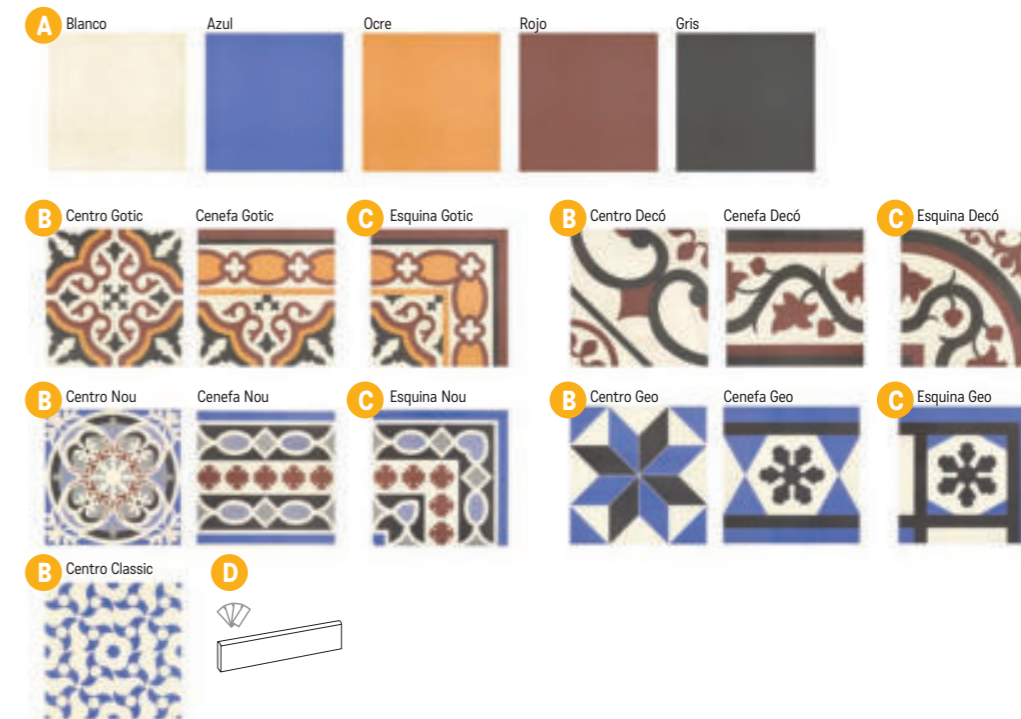 A Blanco Azul Ocre Rojo Gris
B Centro Gotic Cenefa Gotic C Esquina Gotic B Centro Decó Cenefa Decó C Esquina Decó
B Centro Nou Cenefa Nou C Esquina Nou B Centro Geo Cenefa Geo C Esquina Geo
B Centro Classic D